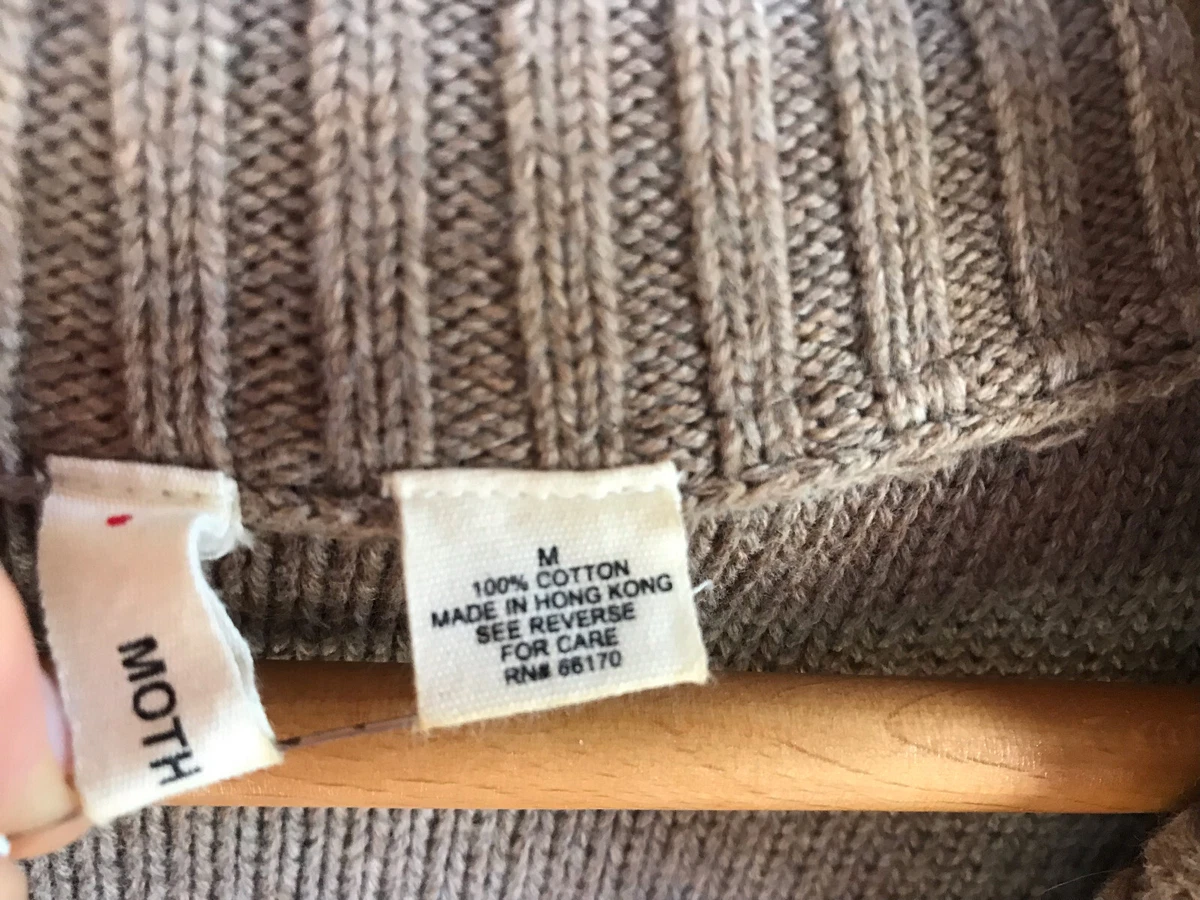 MOTH
M
100% COTTON
MADE IN HONG KONG
SEE REVERSE
FOR CARE
RN# 66170